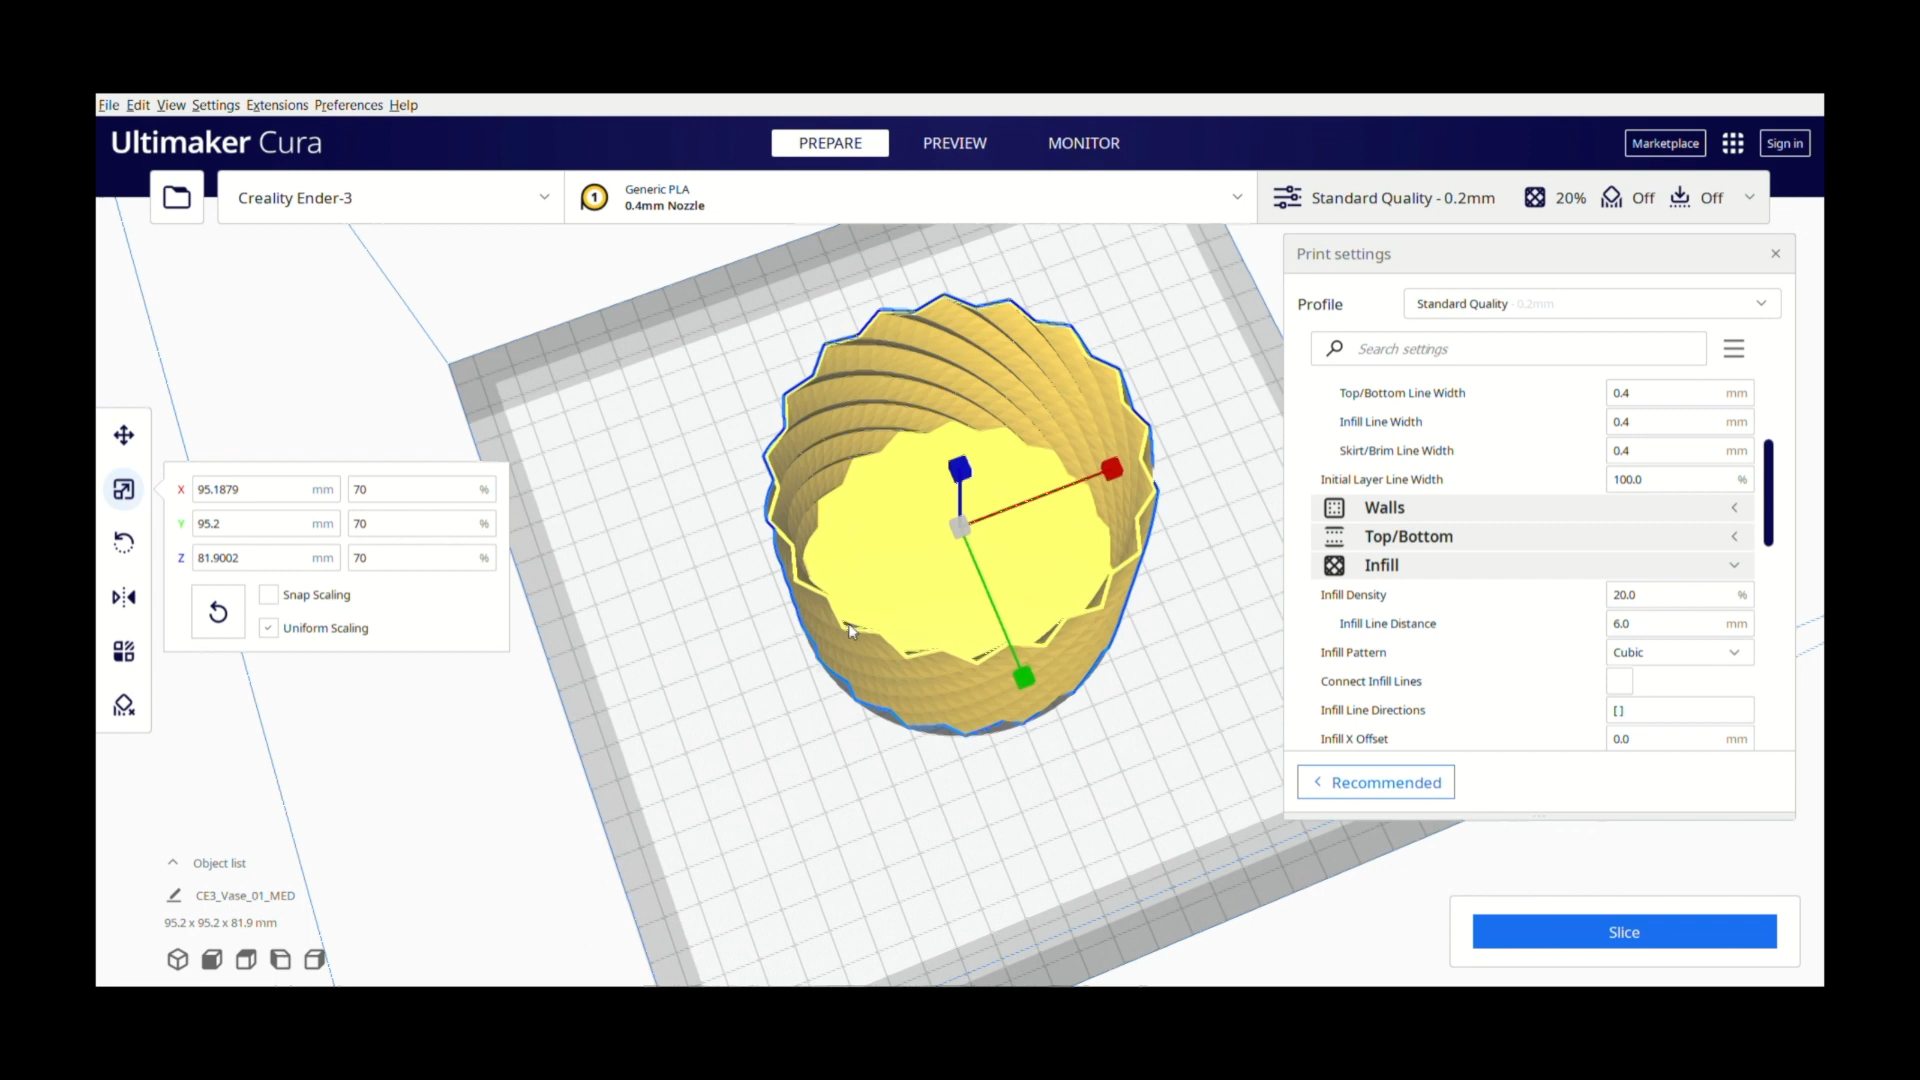 File Edit View Settings Extensions Preferences Help
Ultimaker Cura
PREPARE PREVIEW MONITOR
Marketplace Sign in
Creality Ender-3
1
Generic PLA
0.4mm Nozzle
Standard Quality - 0.2mm 20% Off Off
Print settings
Profile Standard Quality - 0.2mm
Search settings
Top/Bottom Line Width 0.4 mm
Infill Line Width 0.4 mm
Skirt/Brim Line Width 0.4 mm
Initial Layer Line Width 100.0 %
Walls
Top/Bottom
Infill
Infill Density 20.0 %
Infill Line Distance 6.0 mm
Infill Pattern Cubic
Connect Infill Lines
Infill Line Directions []
Infill X Offset 0.0 mm
Recommended
X 95.1879 mm 70 %
Y 95.2 mm 70 %
Z 81.9002 mm 70 %
Snap Scaling
Uniform Scaling
Object list
CE3_Vase_01_MED
95.2 x 95.2 x 81.9 mm
Slice